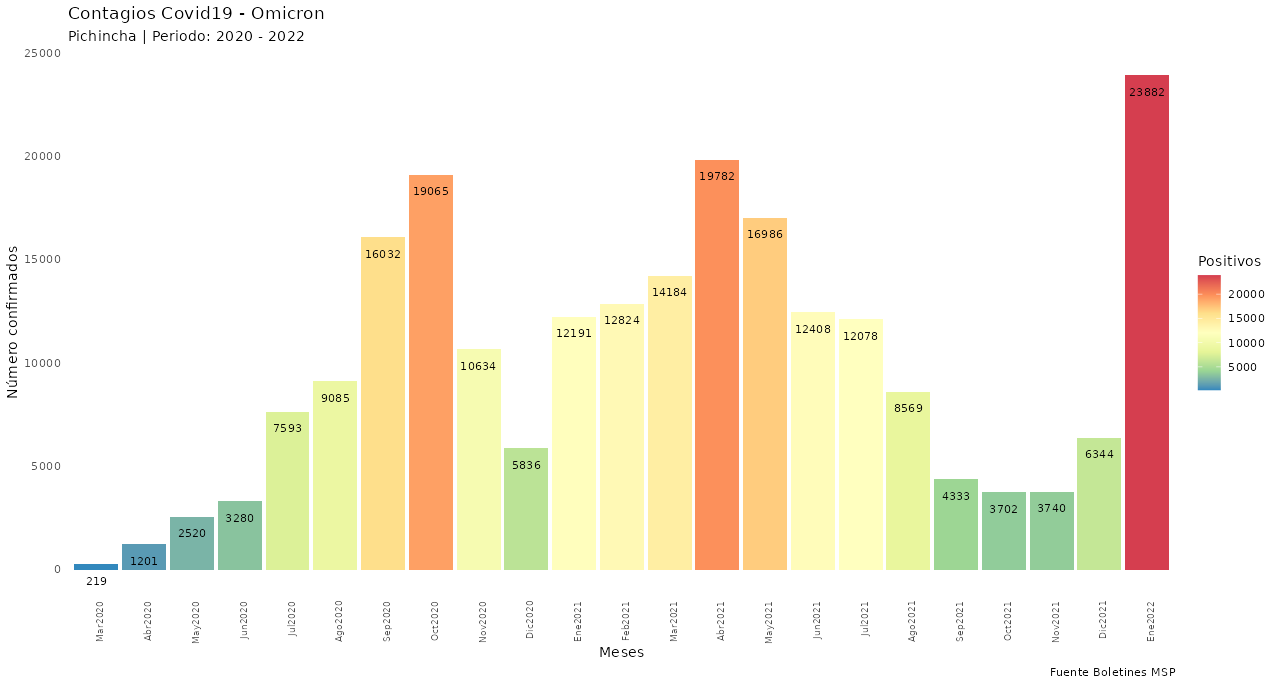 Contagios Covid19 - Omicron
Pichincha | Periodo: 2020 - 2022
Número confirmados
25000
20000
15000
10000
5000
0
219
1201
2520
3280
7593
9085
16032
19065
10634
5836
12191
12824
14184
19782
16986
12408
12078
8569
4333
3702
3740
6344
23882
Mar2020
Abr2020
May2020
Jun2020
Jul2020
Ago2020
Sep2020
Oct2020
Nov2020
Dic2020
Ene2021
Feb2021
Mar2021
Abr2021
May2021
Jun2021
Jul2021
Ago2021
Sep2021
Oct2021
Nov2021
Dic2021
Ene2022
Meses
Positivos
20000
15000
10000
5000
Fuente Boletines MSP